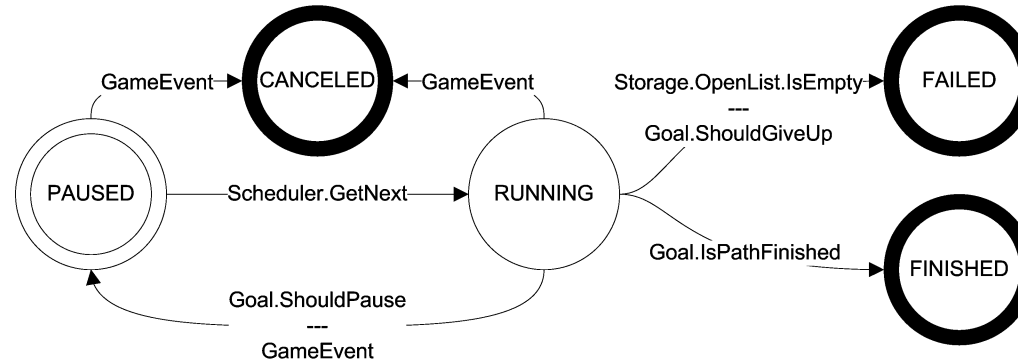 GameEvent
CANCELED
GameEvent
Storage.OpenList.IsEmpty
---
Goal.ShouldGiveUp
FAILED
PAUSED
Scheduler.GetNext
RUNNING
Goal.IsPathFinished
FINISHED
Goal.ShouldPause
---
GameEvent